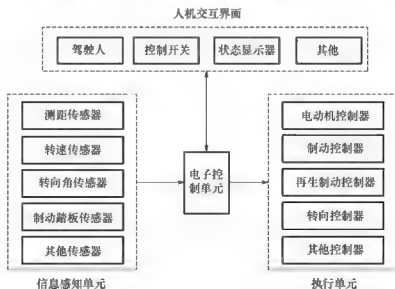 人机交互界面
驾驶人 控制开关 状态显示器 其他
测距传感器
转速传感器
转向角传感器
制动踏板传感器
其他传感器
信息感知单元
电子控
制单元
电动机控制器
制动控制器
再生制动控制器
转向控制器
其他控制器
执行单元